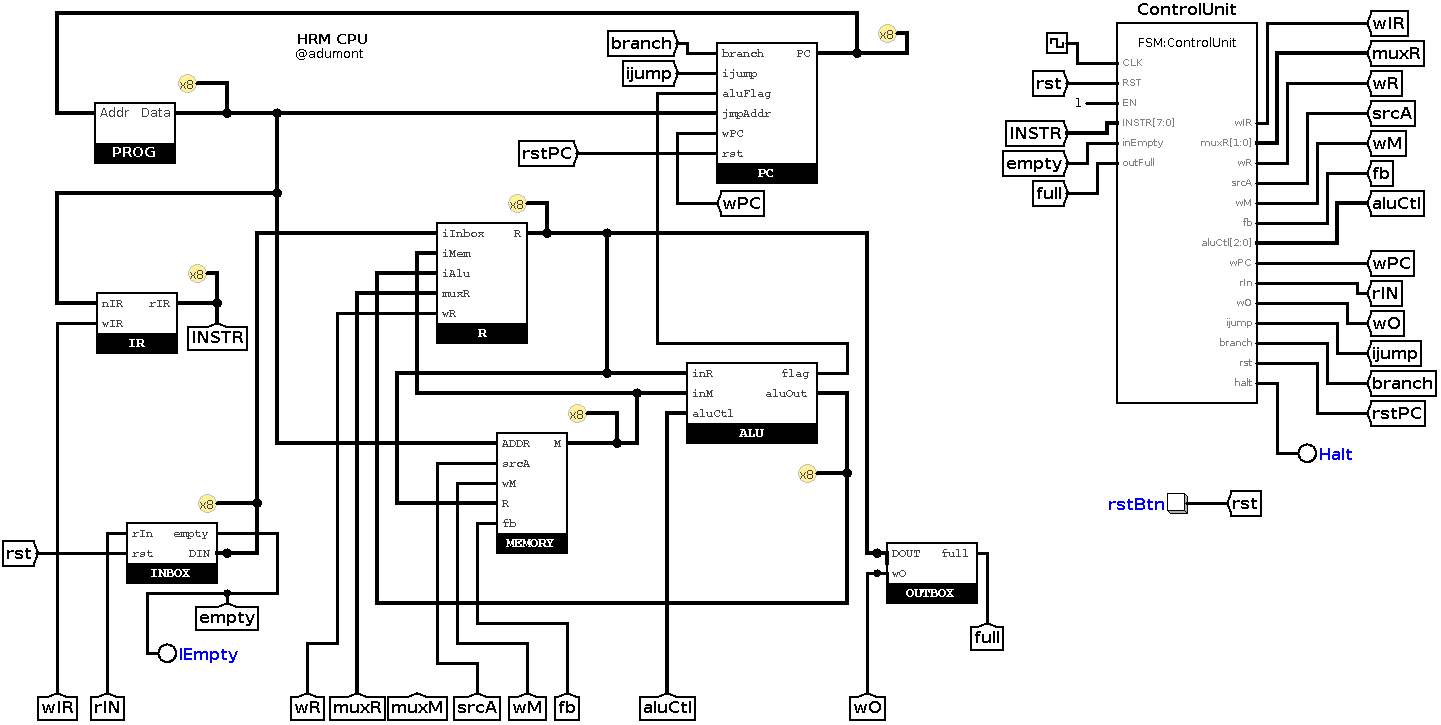 HRM CPU
@adumont
x8
branch
ijump
x8
branch PC
ijump
aluFlag
jmpAddr
wPC
rst
PC
Addr Data
PROG
rstPC
wPC
x8
iInbox R
iMem
iAlu
muxR
wR
R
x8
nIR rIR
wIR
IR
INSTR
inR flag
inM aluOut
aluCtl
ALU
x8
ADDR M
srcA
wM
R
fb
MEMORY
x8
x8
rst
rIn empty
rst DIN
INBOX
empty
lEmpty
DOUT full
wO
OUTBOX
full
wIR
rIN
wR
muxR
muxM
srcA
wM
fb
aluCtl
wO
ControlUnit
FSM:ControlUnit
rst
1
INSTR
empty
full
CLK
RST
EN
INSTR[7:0]
inEmpty
outFull
wIR
muxR[1:0]
wR
srcA
wM
fb
aluCtl[2:0]
wPC
rIn
wO
ijump
branch
rst
halt
wIR
muxR
wR
srcA
wM
fb
aluCtl
wPC
rIN
wO
ijump
branch
rstPC
Halt
rstBtn
rst